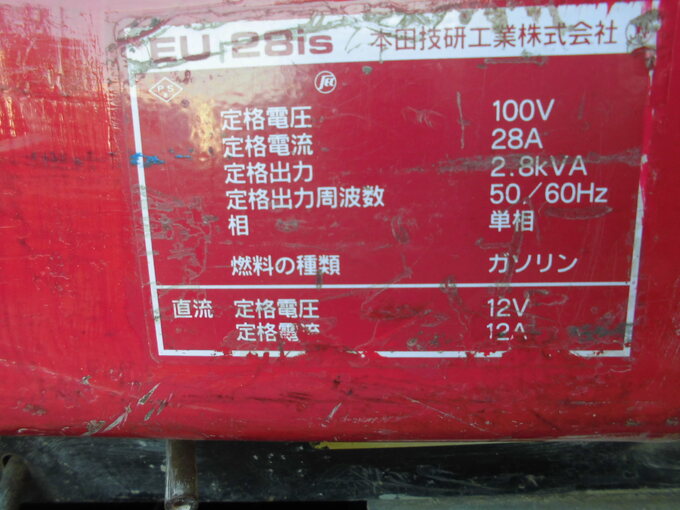 EU 28is 本田技研工業株式会社
PS
定格電圧 100V
定格電流 28A
定格出力 2.8kVA
定格出力周波数 50/60Hz
相 単相
燃料の種類 ガソリン
直流 定格電圧 12V
定格電流 12A